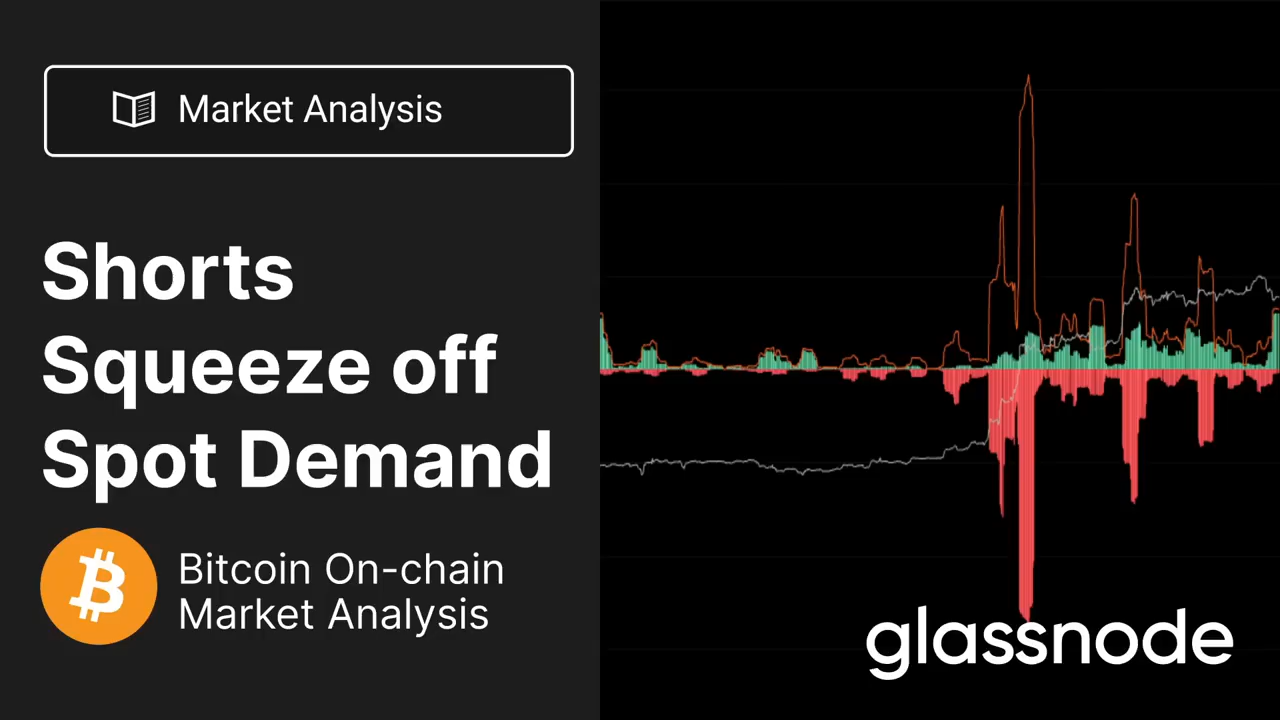 Market Analysis
Shorts
Squeeze off
Spot Demand
Bitcoin On-chain
Market Analysis
glassnode